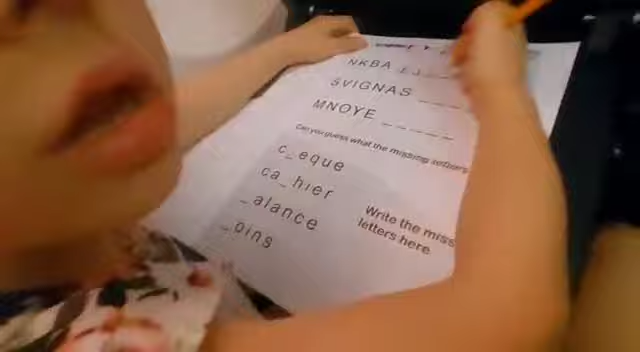 NKBA _ _ _ _
SVIGNAS _ _ _
MNOYE _ _ _ _ _
Can you guess what the missing letters
c_eque
ca_hier
_alance
_oins
Write the miss
letters here